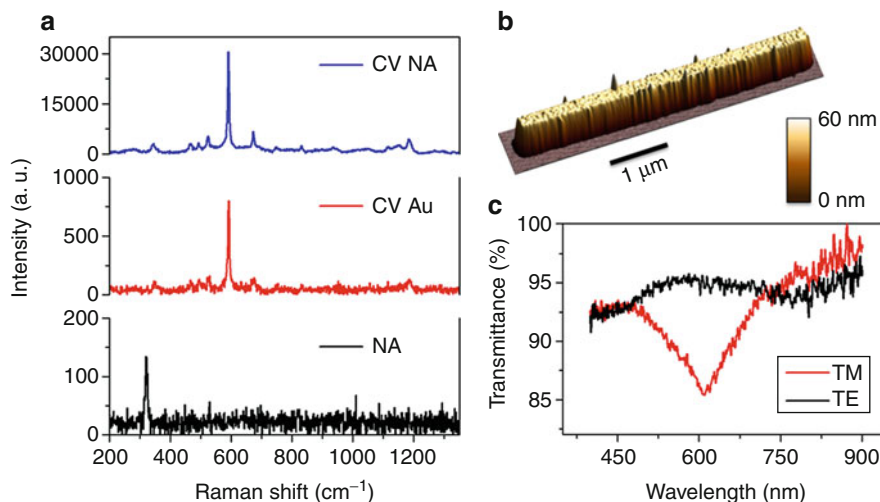 a
Intensity (a. u.)
30000
15000
0
CV NA
1000
500
0
CV Au
200
100
0
NA
200 400 600 800 1000 1200
Raman shift (cm⁻¹)
b
1 μm
60 nm
0 nm
c
Transmittance (%)
100
95
92
85
TM
TE
450 600 750 900
Wavelength (nm)